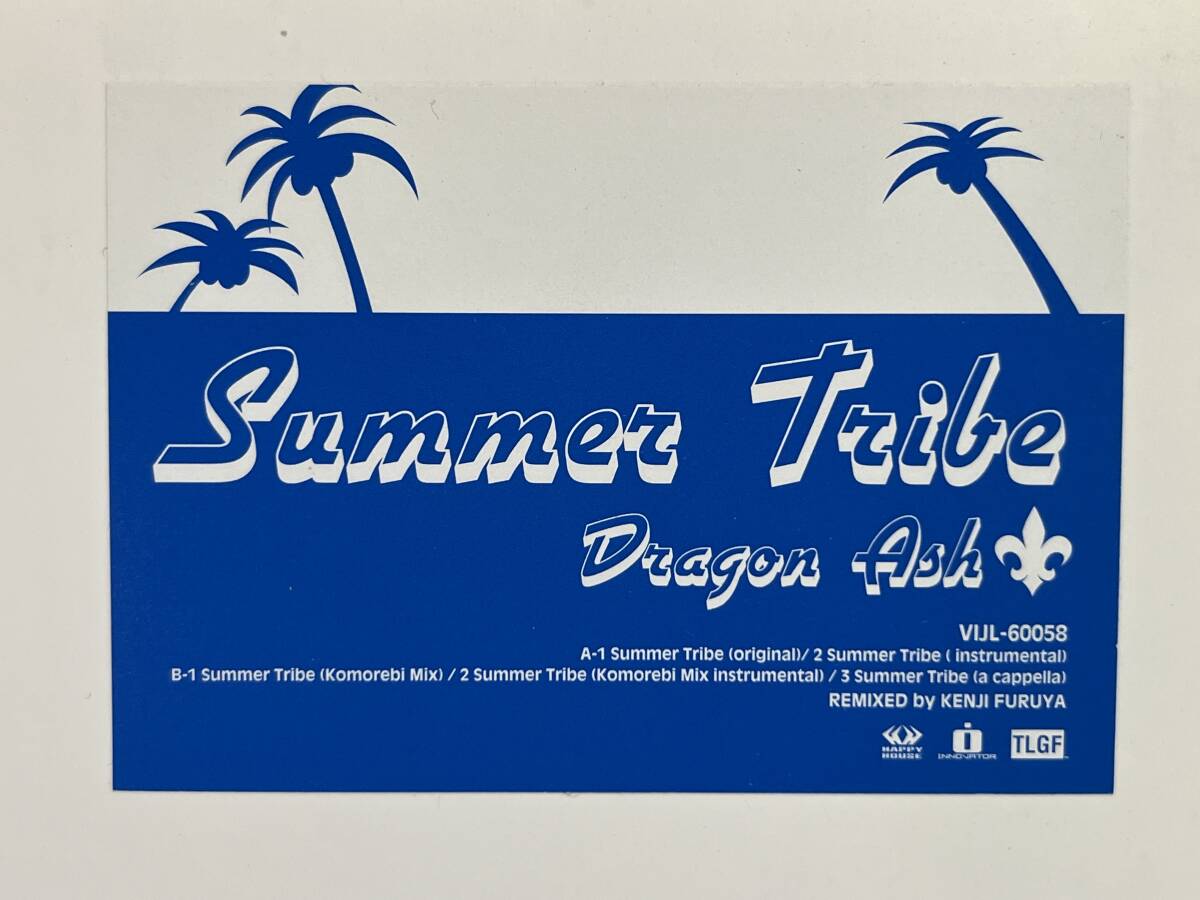 Summer Tribe
Dragon Ash
VIJL-60058
A-1 Summer Tribe (original)/ 2 Summer Tribe ( instrumental)
B-1 Summer Tribe (Komorebi Mix) / 2 Summer Tribe (Komorebi Mix instrumental) / 3 Summer Tribe (a cappella)
REMIXED by KENJI FURUYA
HAPPY HOUSE INNOVATOR TLGF